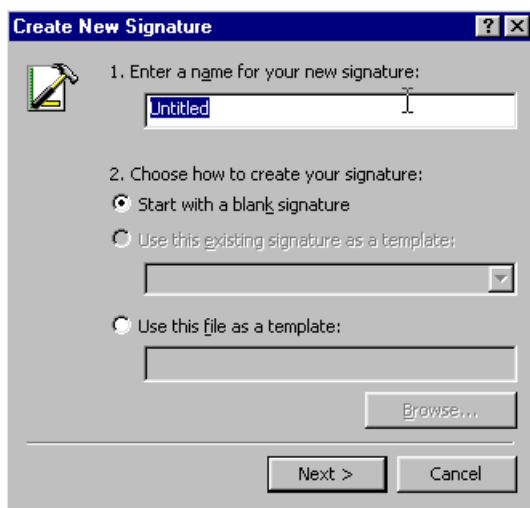 Create New Signature
1. Enter a name for your new signature:
Untitled
2. Choose how to create your signature:
Start with a blank signature
Use this existing signature as a template:
Use this file as a template:
Browse...
Next >
Cancel